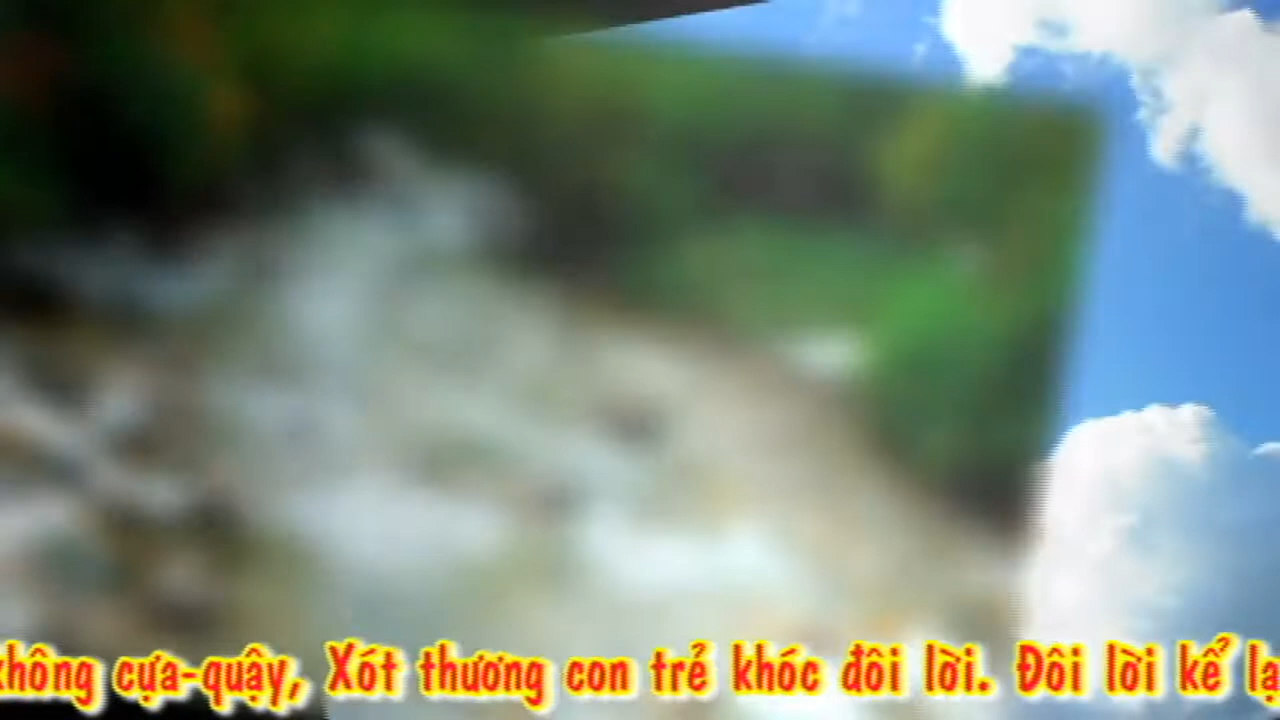 không cựa-quậy, Xót thương con trẻ khóc đôi lời. Đôi lời kể lạ